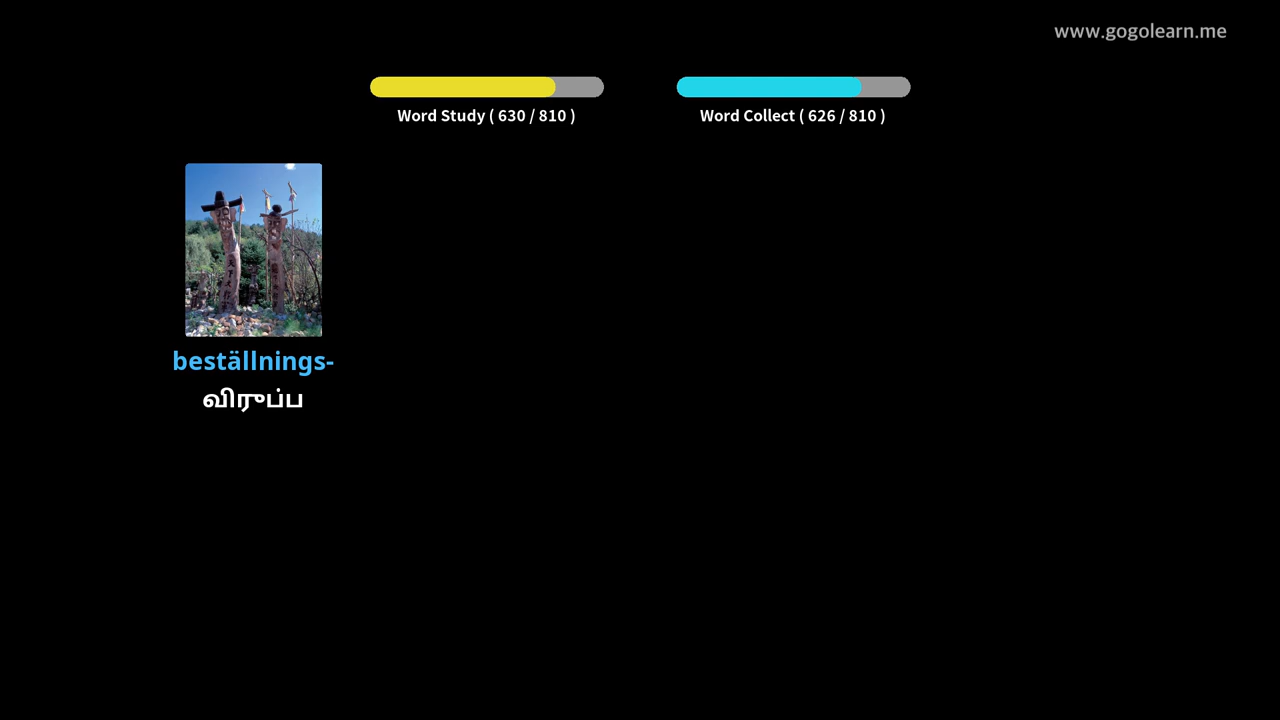 www.gogolearn.me
Word Study ( 630 / 810 )
Word Collect ( 626 / 810 )
beställnings-
விருப்ப